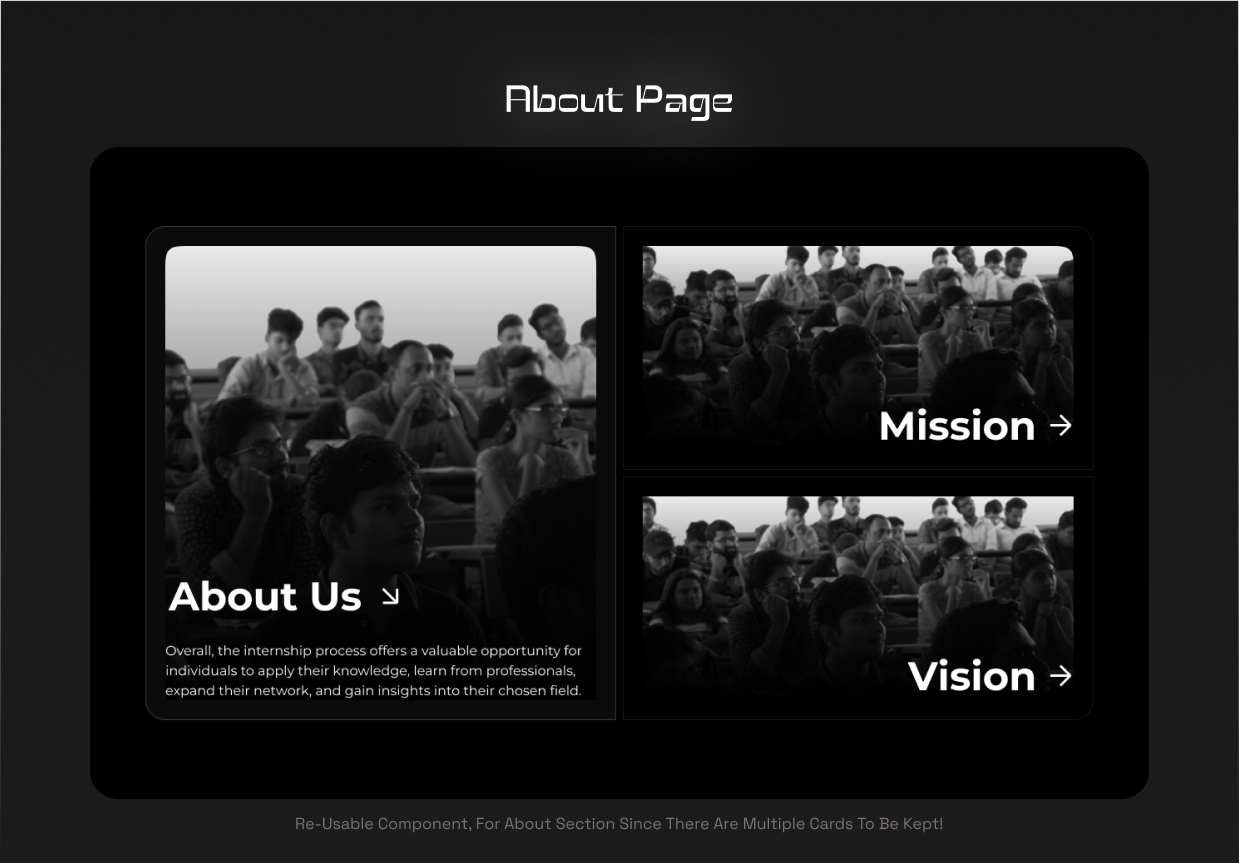 About Page
Mission →
About Us ↘
Overall, the internship process offers a valuable opportunity for
individuals to apply their knowledge, learn from professionals,
expand their network, and gain insights into their chosen field.
Vision →
Re-Usable Component, For About Section Since There Are Multiple Cards To Be Kept!